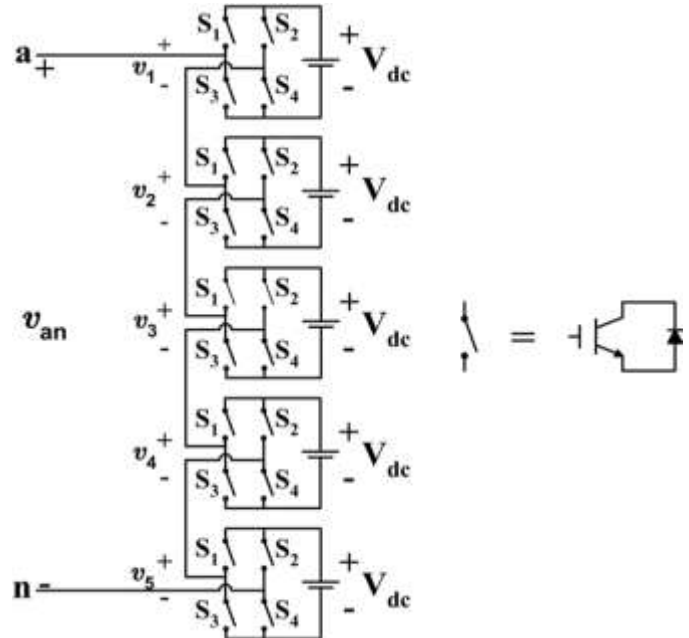 S1 S2
a + + v1 - + Vdc -
S3 S4
S1 S2
+ v2 - + Vdc -
S3 S4
S1 S2
van + v3 - + Vdc - =
S3 S4
S1 S2
+ v4 - + Vdc -
S3 S4
S1 S2
n - + v5 - + Vdc -
S3 S4